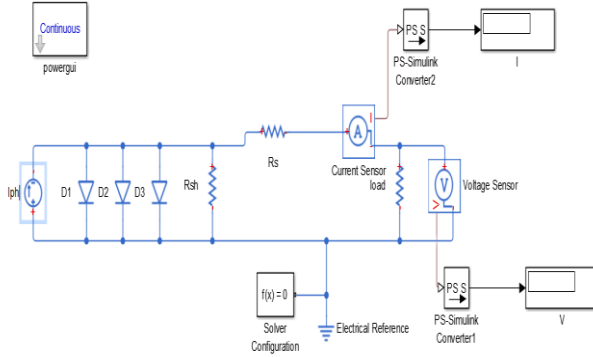 Continuous
powergui
PS S
PS-Simulink
Converter2
I
A
I
Rs
Current Sensor
load
Iph
D1
D2
D3
Rsh
V
Voltage Sensor
V
f(x) = 0
Solver
Configuration
Electrical Reference
PS S
PS-Simulink
Converter1
V